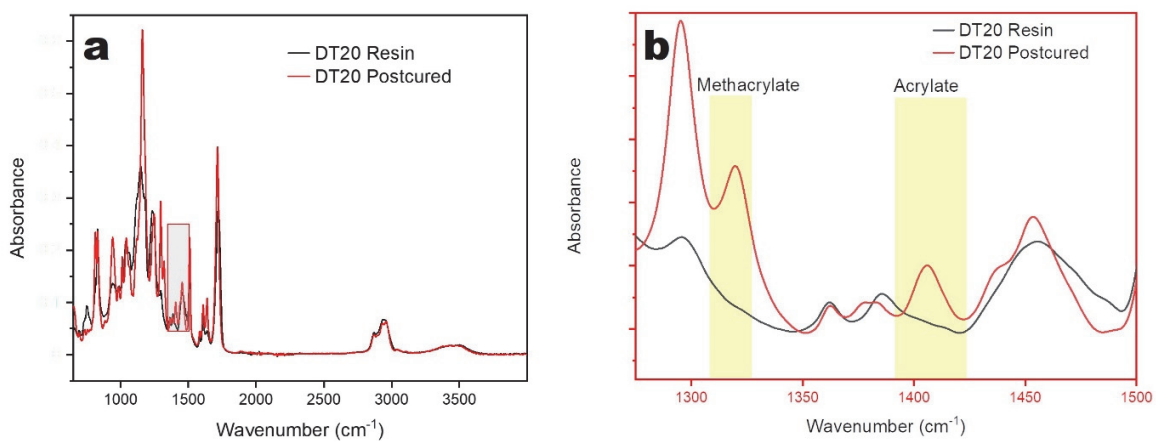 a
DT20 Resin
DT20 Postcured
Absorbance
1000
1500
2000
2500
3000
3500
Wavenumber (cm-1)
b
DT20 Resin
DT20 Postcured
Methacrylate
Acrylate
Absorbance
1300
1350
1400
1450
1500
Wavenumber (cm-1)